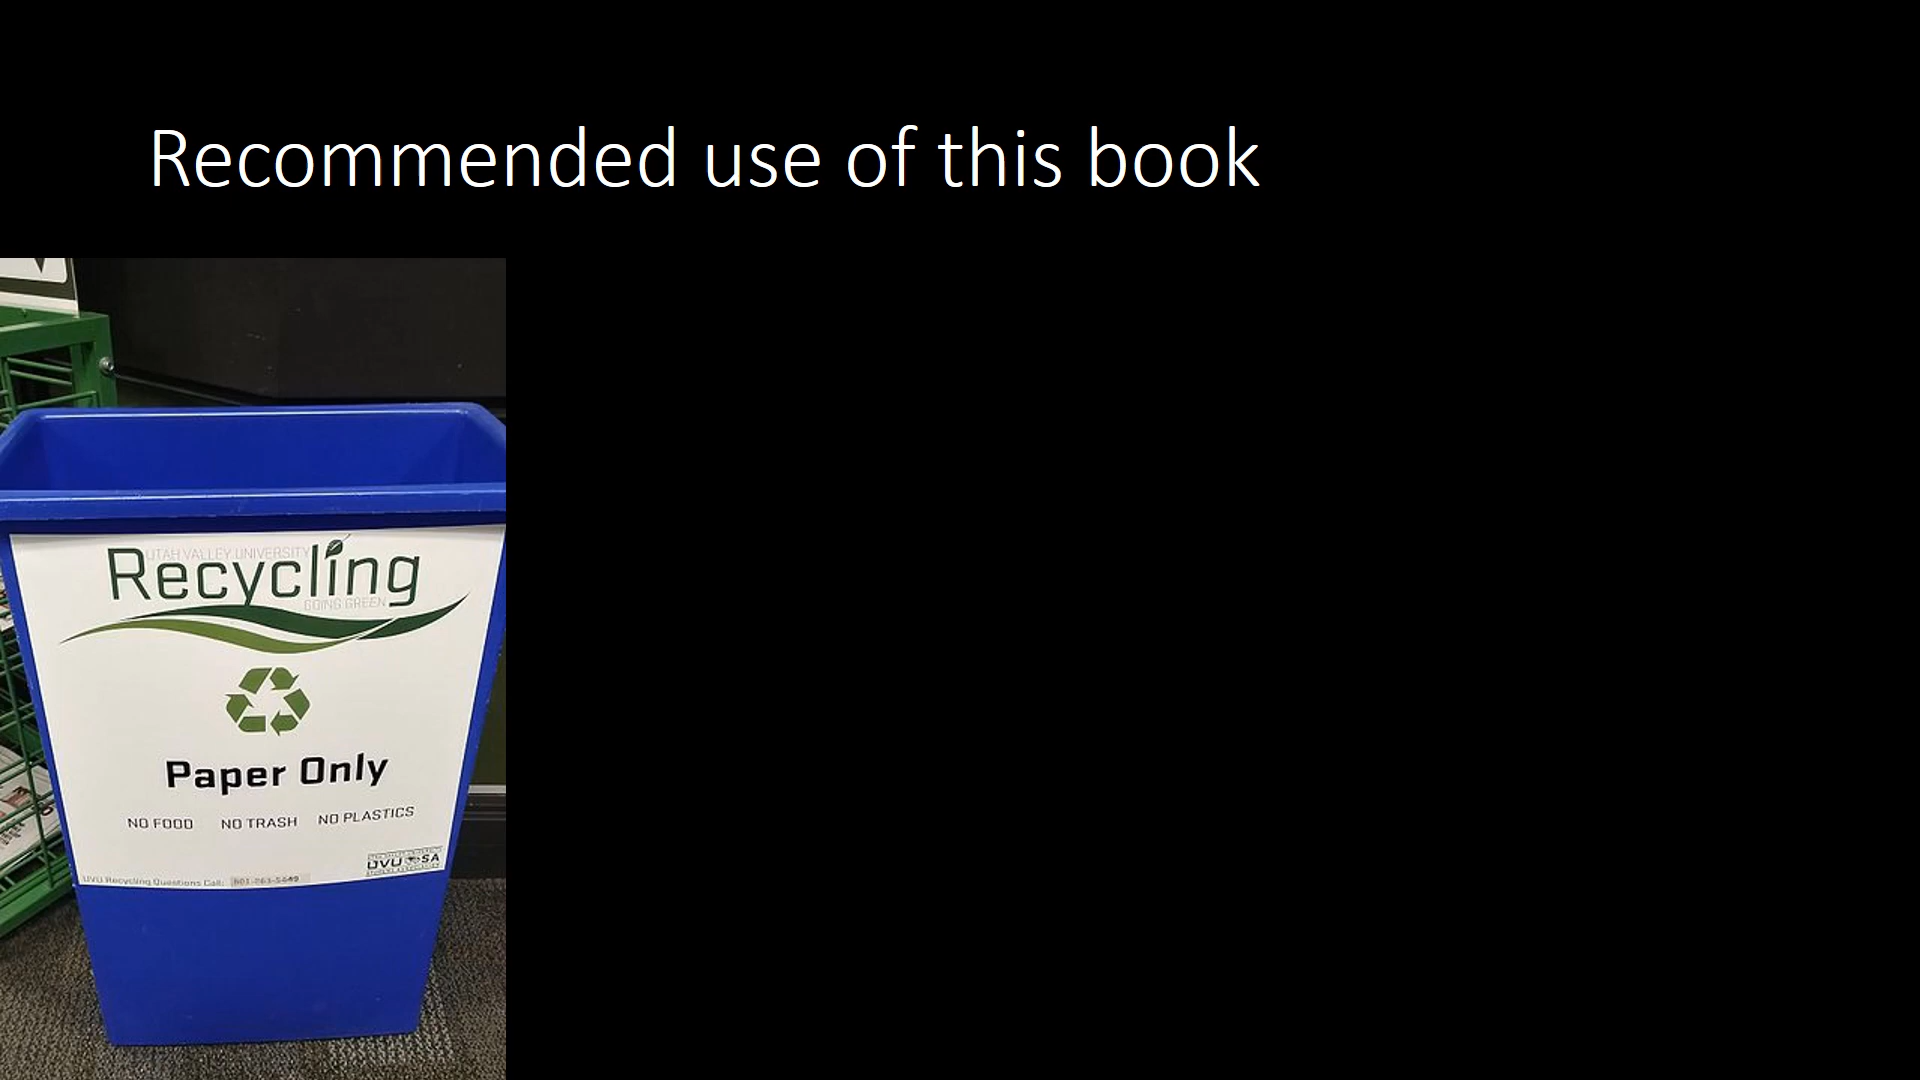 Recommended use of this book
UTAH VALLEY UNIVERSITY
Recycling
GOING GREEN
Paper Only
NO FOOD NO TRASH NO PLASTICS
UVU SA
UVU Recycling Questions Call: